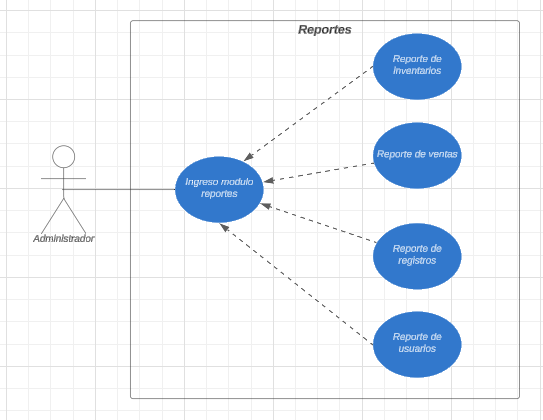 Reportes
Reporte de
inventarios
Reporte de ventas
Ingreso modulo
reportes
Administrador
Reporte de
registros
Reporte de
usuarios